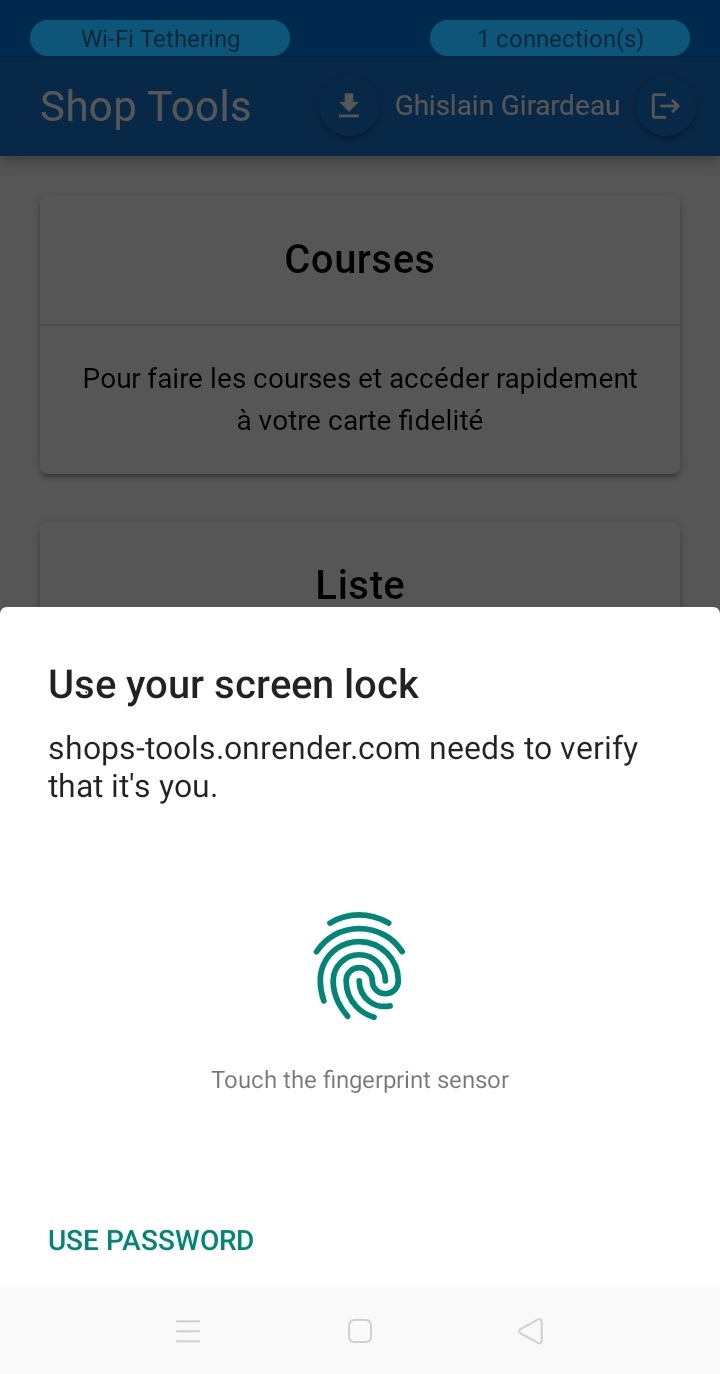 Wi-Fi Tethering
1 connection(s)
Shop Tools
Ghislain Girardeau
Courses
Pour faire les courses et accéder rapidement
à votre carte fidelité
Liste
Use your screen lock
shops-tools.onrender.com needs to verify
that it's you.
Touch the fingerprint sensor
USE PASSWORD